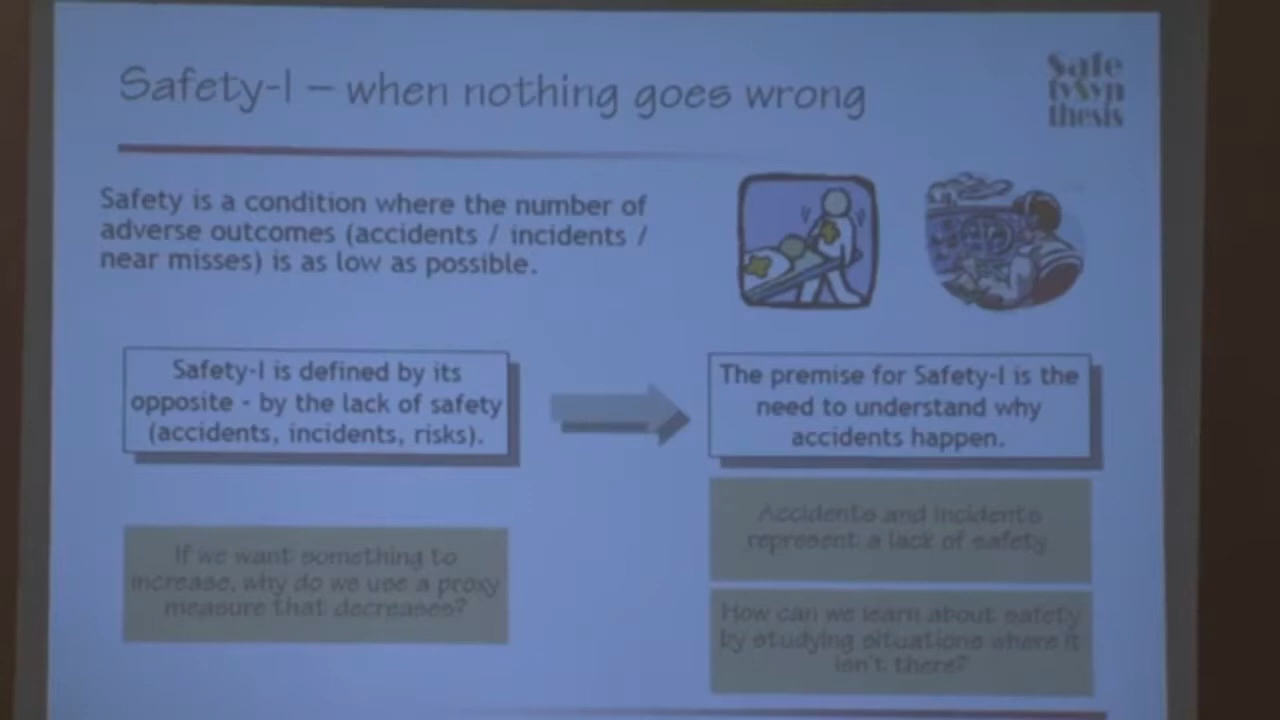 Safety-I – when nothing goes wrong
Safe
tySyn
thesis
Safety is a condition where the number of
adverse outcomes (accidents / incidents /
near misses) is as low as possible.
Safety-I is defined by its
opposite - by the lack of safety
(accidents, incidents, risks).
The premise for Safety-I is the
need to understand why
accidents happen.
If we want something to
increase, why do we use a proxy
measure that decreases?
Accidents and incidents
represent a lack of safety
How can we learn about safety
by studying situations where it
isn't there?